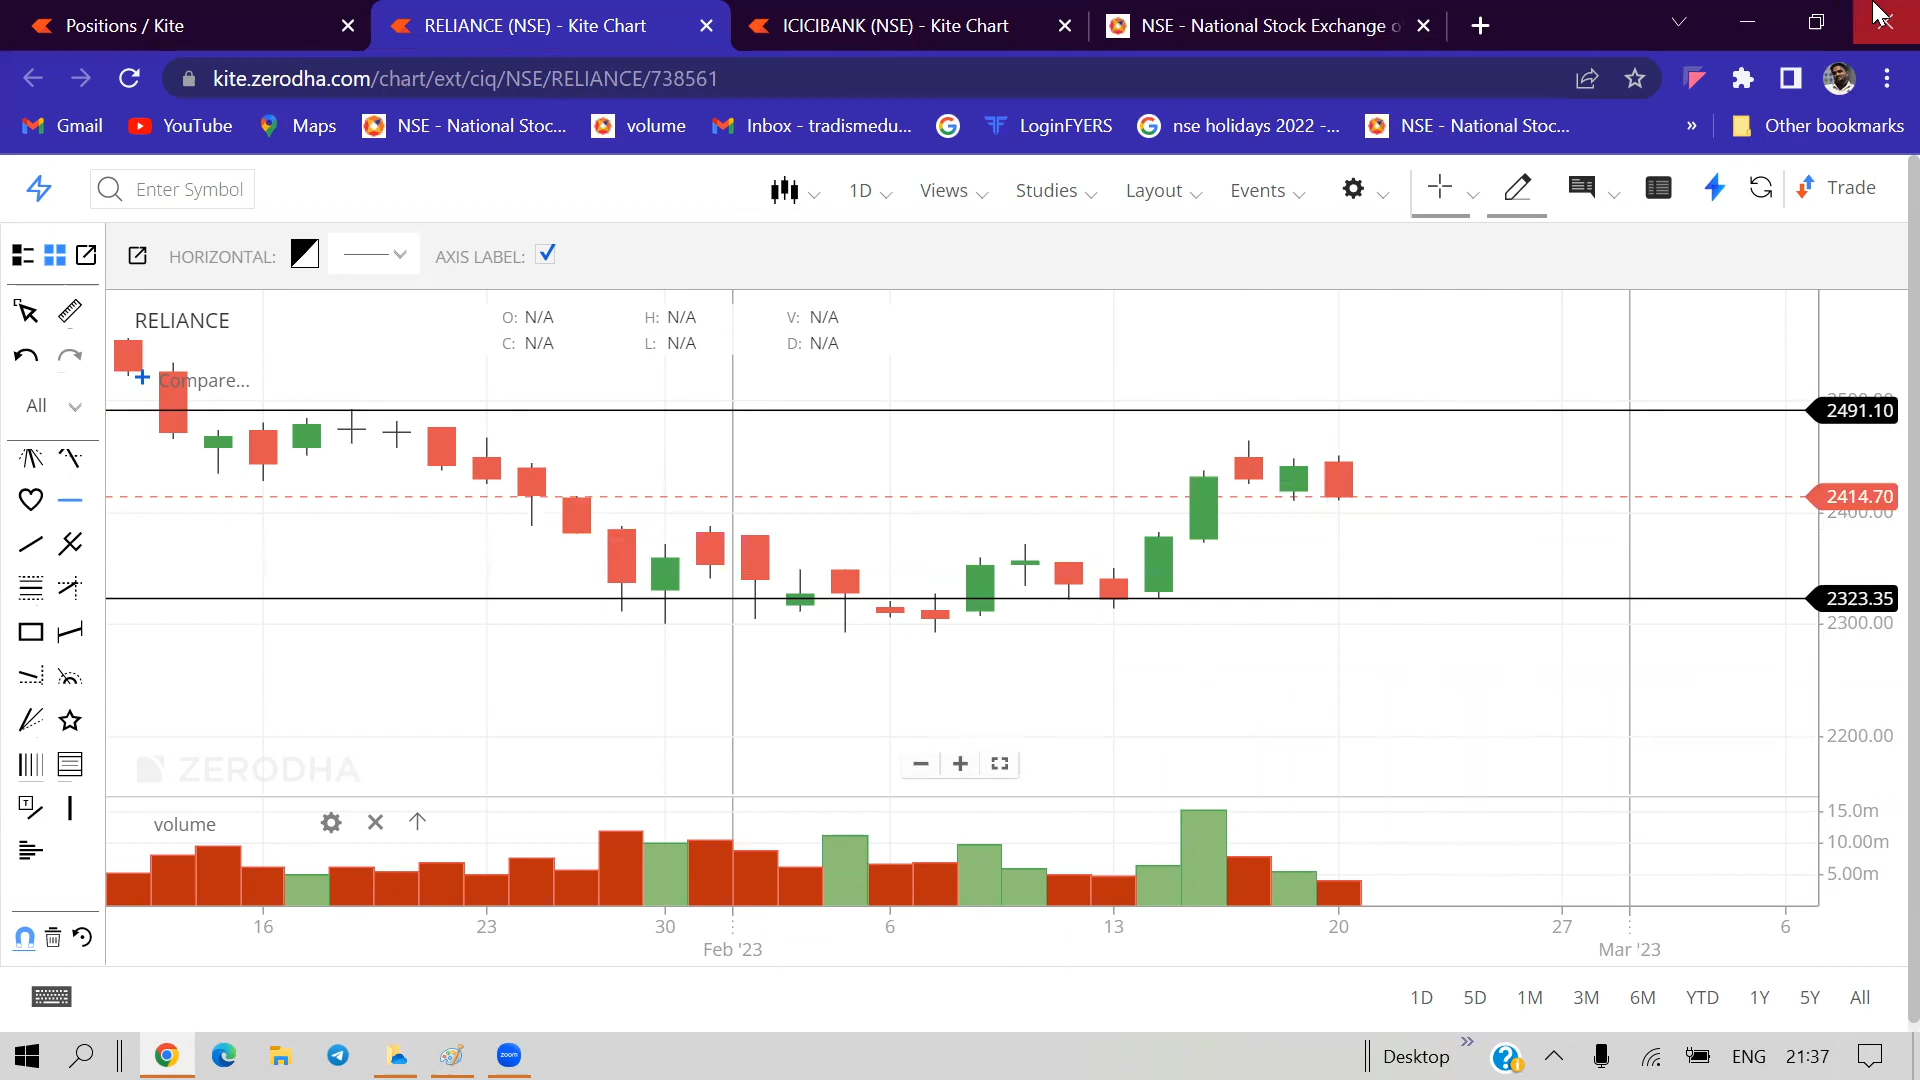 Positions / Kite
RELIANCE (NSE) - Kite Chart
ICICIBANK (NSE) - Kite Chart
NSE - National Stock Exchange o
kite.zerodha.com/chart/ext/ciq/NSE/RELIANCE/738561
Gmail YouTube Maps NSE - National Stoc... volume Inbox - tradismedu... LoginFYERS nse holidays 2022 -... NSE - National Stoc... » Other bookmarks
Enter Symbol 1D Views Studies Layout Events Trade
HORIZONTAL: AXIS LABEL:
RELIANCE
O: N/A H: N/A V: N/A
C: N/A L: N/A D: N/A
+ Compare...
All
2500.00
2491.10
2414.70
2400.00
2323.35
2300.00
2200.00
ZERODHA
volume
15.0m
10.00m
5.00m
16 23 30 6 13 20 27 6
Feb '23 Mar '23
1D 5D 1M 3M 6M YTD 1Y 5Y All
zoom
Desktop » ENG 21:37